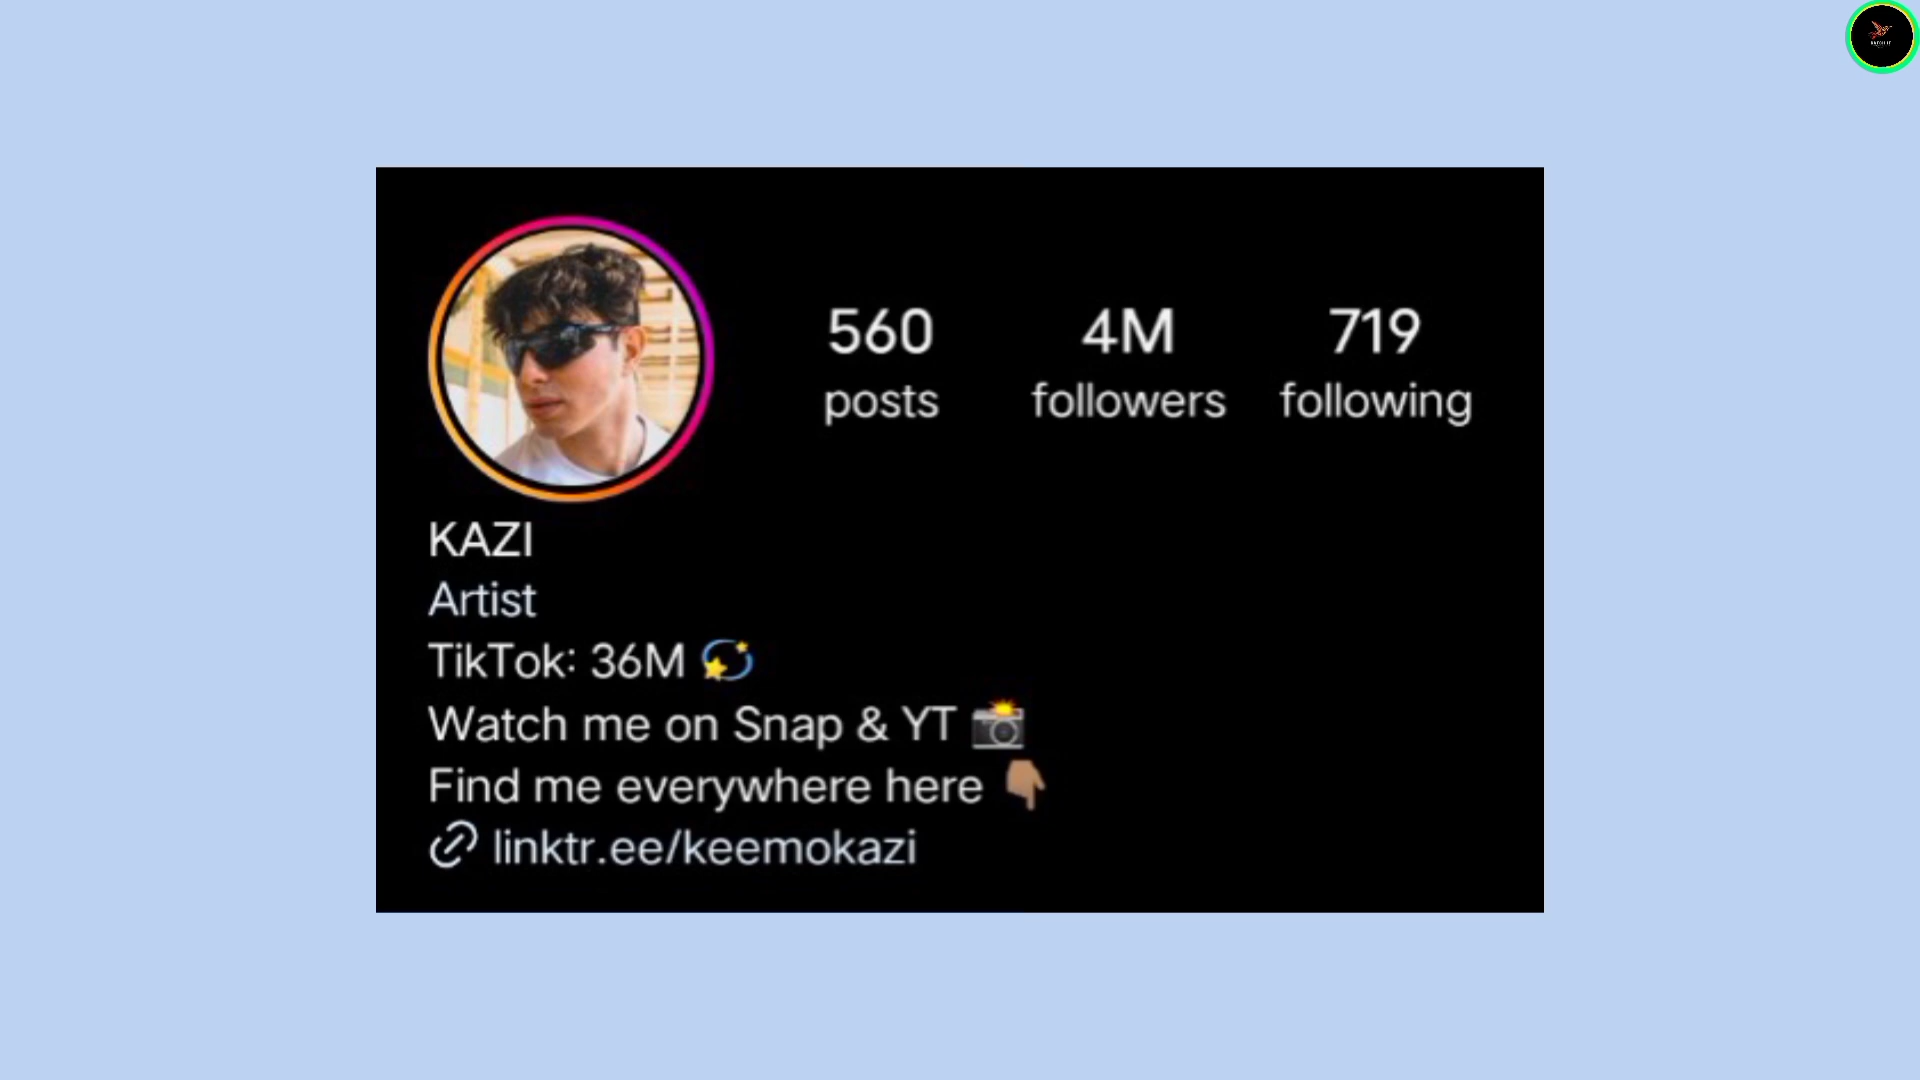 560 4M 719
posts followers following
KAZI
Artist
TikTok: 36M 💫
Watch me on Snap & YT 📸
Find me everywhere here 👇🏽
linktr.ee/keemokazi